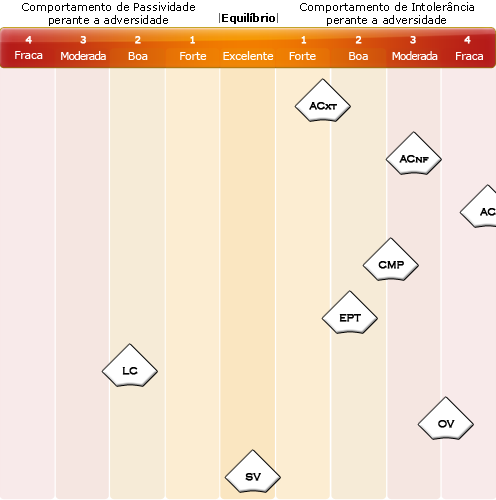 Comportamento de Passividade
perante a adversidade
|Equilíbrio|
Comportamento de Intolerância
perante a adversidade
4 3 2 1 1 2 3 4
Fraca Moderada Boa Forte Excelente Forte Boa Moderada Fraca
ACXT
ACNF
AC
CMP
EPT
LC
OV
SV